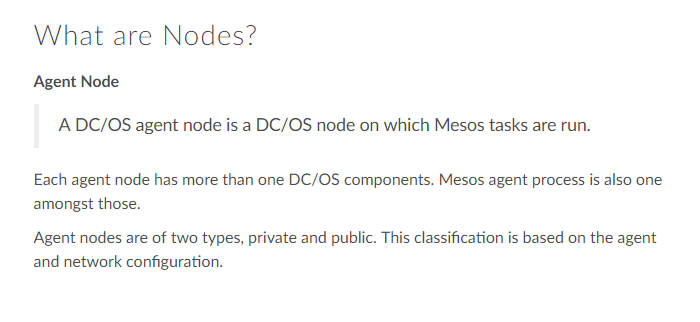 What are Nodes?
Agent Node
A DC/OS agent node is a DC/OS node on which Mesos tasks are run.
Each agent node has more than one DC/OS components. Mesos agent process is also one
amongst those.
Agent nodes are of two types, private and public. This classification is based on the agent
and network configuration.